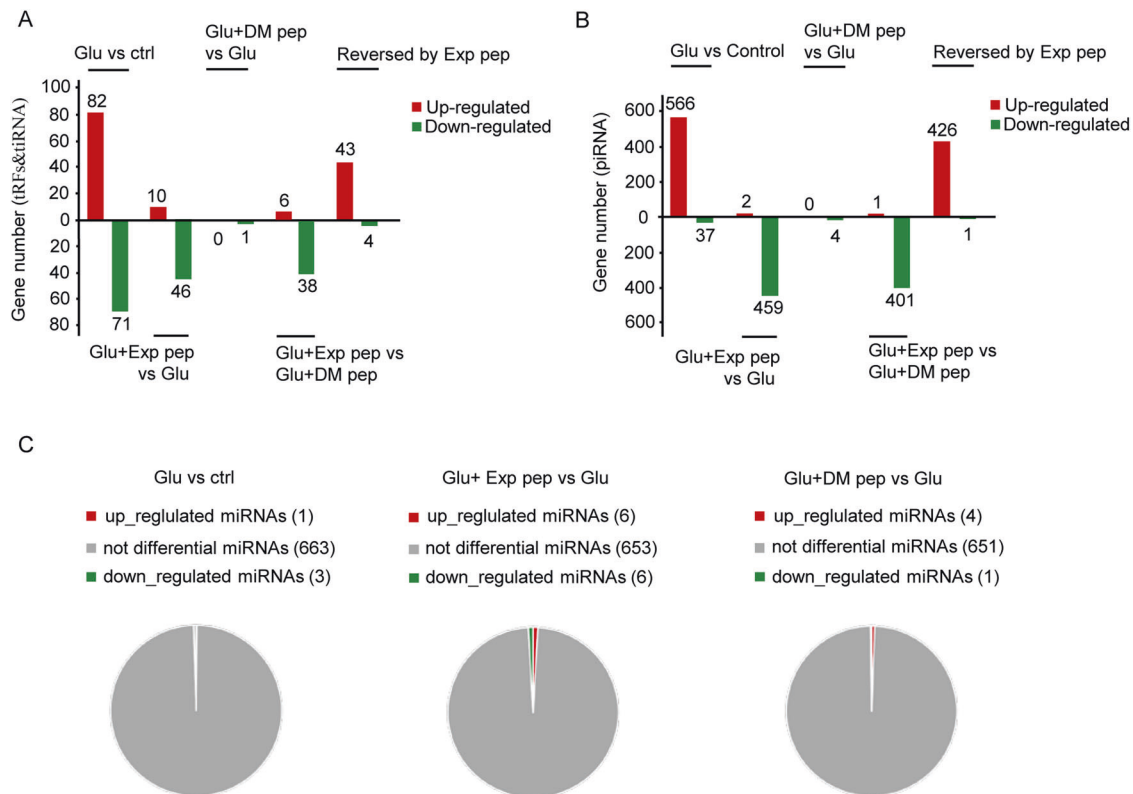 A
Glu vs ctrl
Glu+DM pep
vs Glu
Reversed by Exp pep
Up-regulated
Down-regulated
Gene number (tRFs&tiRNA)
100
80
60
40
20
0
20
40
60
80
82
71
10
46
0
1
6
38
43
4
Glu+Exp pep
vs Glu
Glu+Exp pep vs
Glu+DM pep
B
Glu vs Control
Glu+DM pep
vs Glu
Reversed by Exp pep
Up-regulated
Down-regulated
Gene number (piRNA)
600
400
200
0
200
400
600
566
37
2
459
0
4
1
401
426
1
Glu+Exp pep
vs Glu
Glu+Exp pep vs
Glu+DM pep
C
Glu vs ctrl
up_reglulated miRNAs (1)
not differential miRNAs (663)
down_regulated miRNAs (3)
Glu+ Exp pep vs Glu
up_reglulated miRNAs (6)
not differential miRNAs (653)
down_regulated miRNAs (6)
Glu+DM pep vs Glu
up_reglulated miRNAs (4)
not differential miRNAs (651)
down_regulated miRNAs (1)